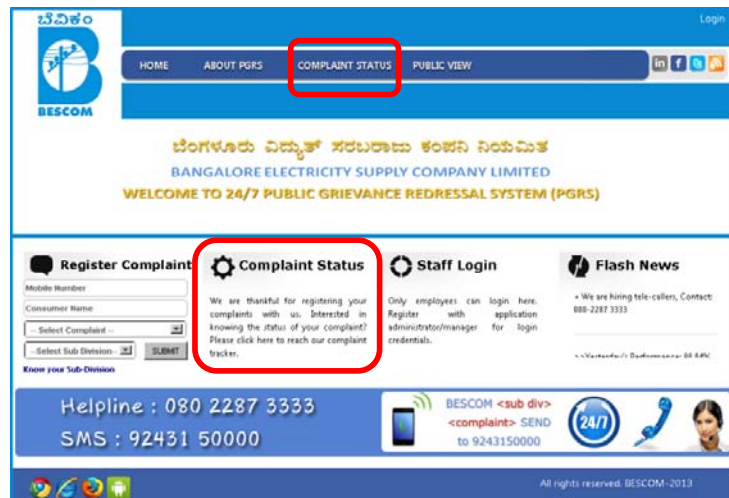 ಬೆವಿಕಂ
BESCOM
Login
HOME ABOUT PGRS COMPLAINT STATUS PUBLIC VIEW
ಬೆಂಗಳೂರು ವಿದ್ಯುತ್ ಸರಬರಾಜು ಕಂಪನಿ ನಿಯಮಿತ
BANGALORE ELECTRICITY SUPPLY COMPANY LIMITED
WELCOME TO 24/7 PUBLIC GRIEVANCE REDRESSAL SYSTEM (PGRS)
Register Complaint
Mobile Number
Consumer Name
-- Select Complaint --
--Select Sub Division--
SUBMIT
Know your Sub-Division
Complaint Status
We are thankful for registering your
complaints with us. Interested in
knowing the status of your complaint?
Please click here to reach our complaint
tracker.
Staff Login
Only employees can login here.
Register with application
administrator/manager for login
credentials.
Flash News
» We are hiring tele-callers, Contact:
080-2287 3333
Helpline : 080 2287 3333
SMS : 92431 50000
BESCOM <sub div>
<complaint> SEND
to 9243150000
24/7
All rights reserved. BESCOM-2013